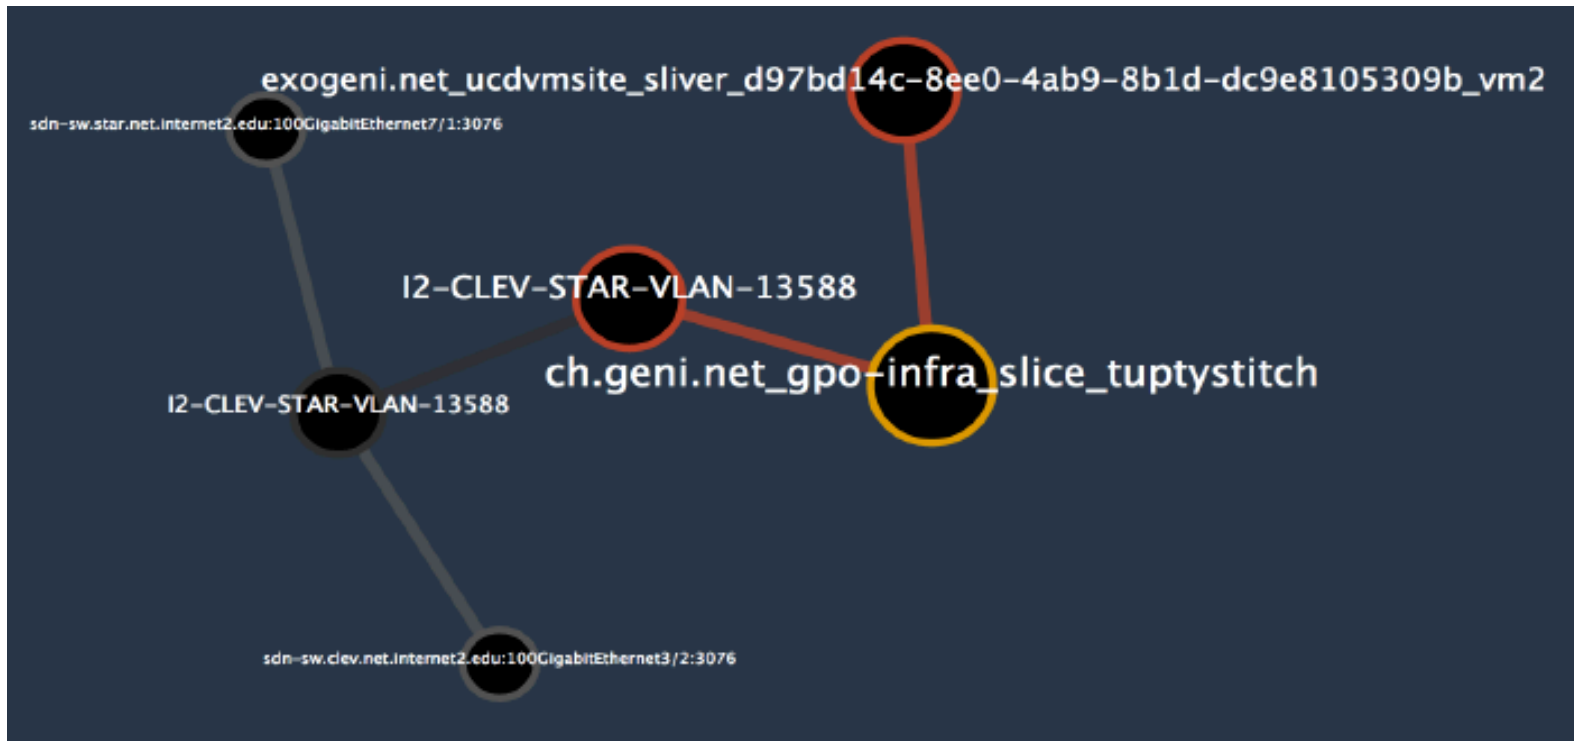 exogeni.net_ucdvmsite_sliver_d97bd14c-8ee0-4ab9-8b1d-dc9e8105309b_vm2
sdn-sw.star.net.internet2.edu:100GigabitEthernet7/1:3076
I2-CLEV-STAR-VLAN-13588
ch.geni.net_gpo-infra_slice_tuptystitch
I2-CLEV-STAR-VLAN-13588
sdn-sw.clev.net.internet2.edu:100GigabitEthernet3/2:3076